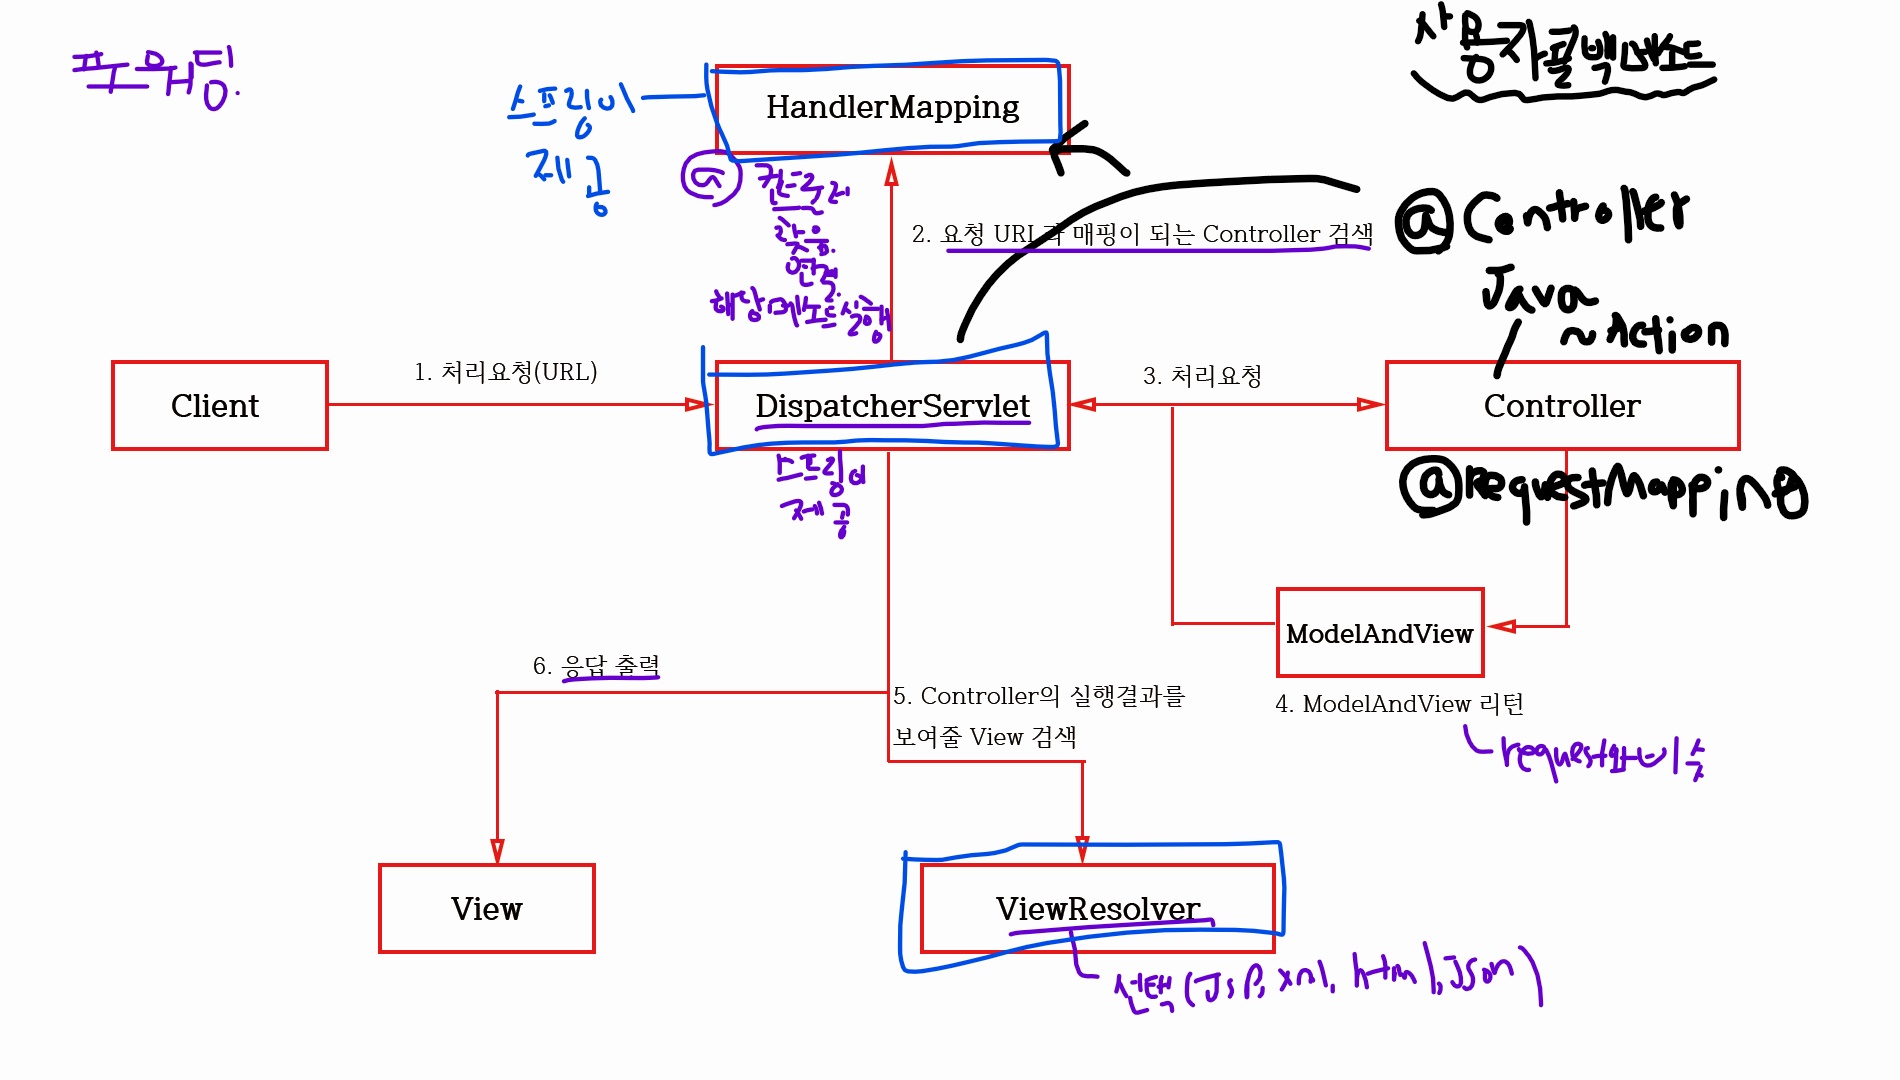 사용자콜백메소드
푸워딩.
스프링이
제공
HandlerMapping
컨트롤러
찾음.
연결.
해당메소드실행
2. 요청 URL과 매핑이 되는 Controller 검색
@Controller
Java
~Action
1. 처리요청(URL)
3. 처리요청
Client
DispatcherServlet
Controller
스프링이
제공
@RequestMapping
ModelAndView
6. 응답 출력
5. Controller의 실행결과를
보여줄 View 검색
4. ModelAndView 리턴
request와 비슷
View
ViewResolver
선택(JSP, xml, html, json)